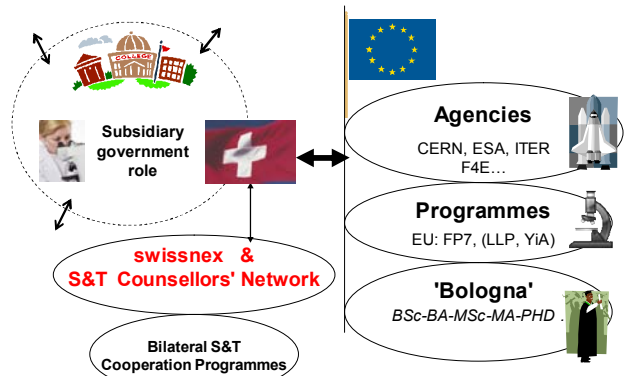 COLLEGE
Subsidiary
government
role
swissnex &
S&T Counsellors' Network
Bilateral S&T
Cooperation Programmes
Agencies
CERN, ESA, ITER
F4E…
Programmes
EU: FP7, (LLP, YiA)
'Bologna'
BSc-BA-MSc-MA-PHD .